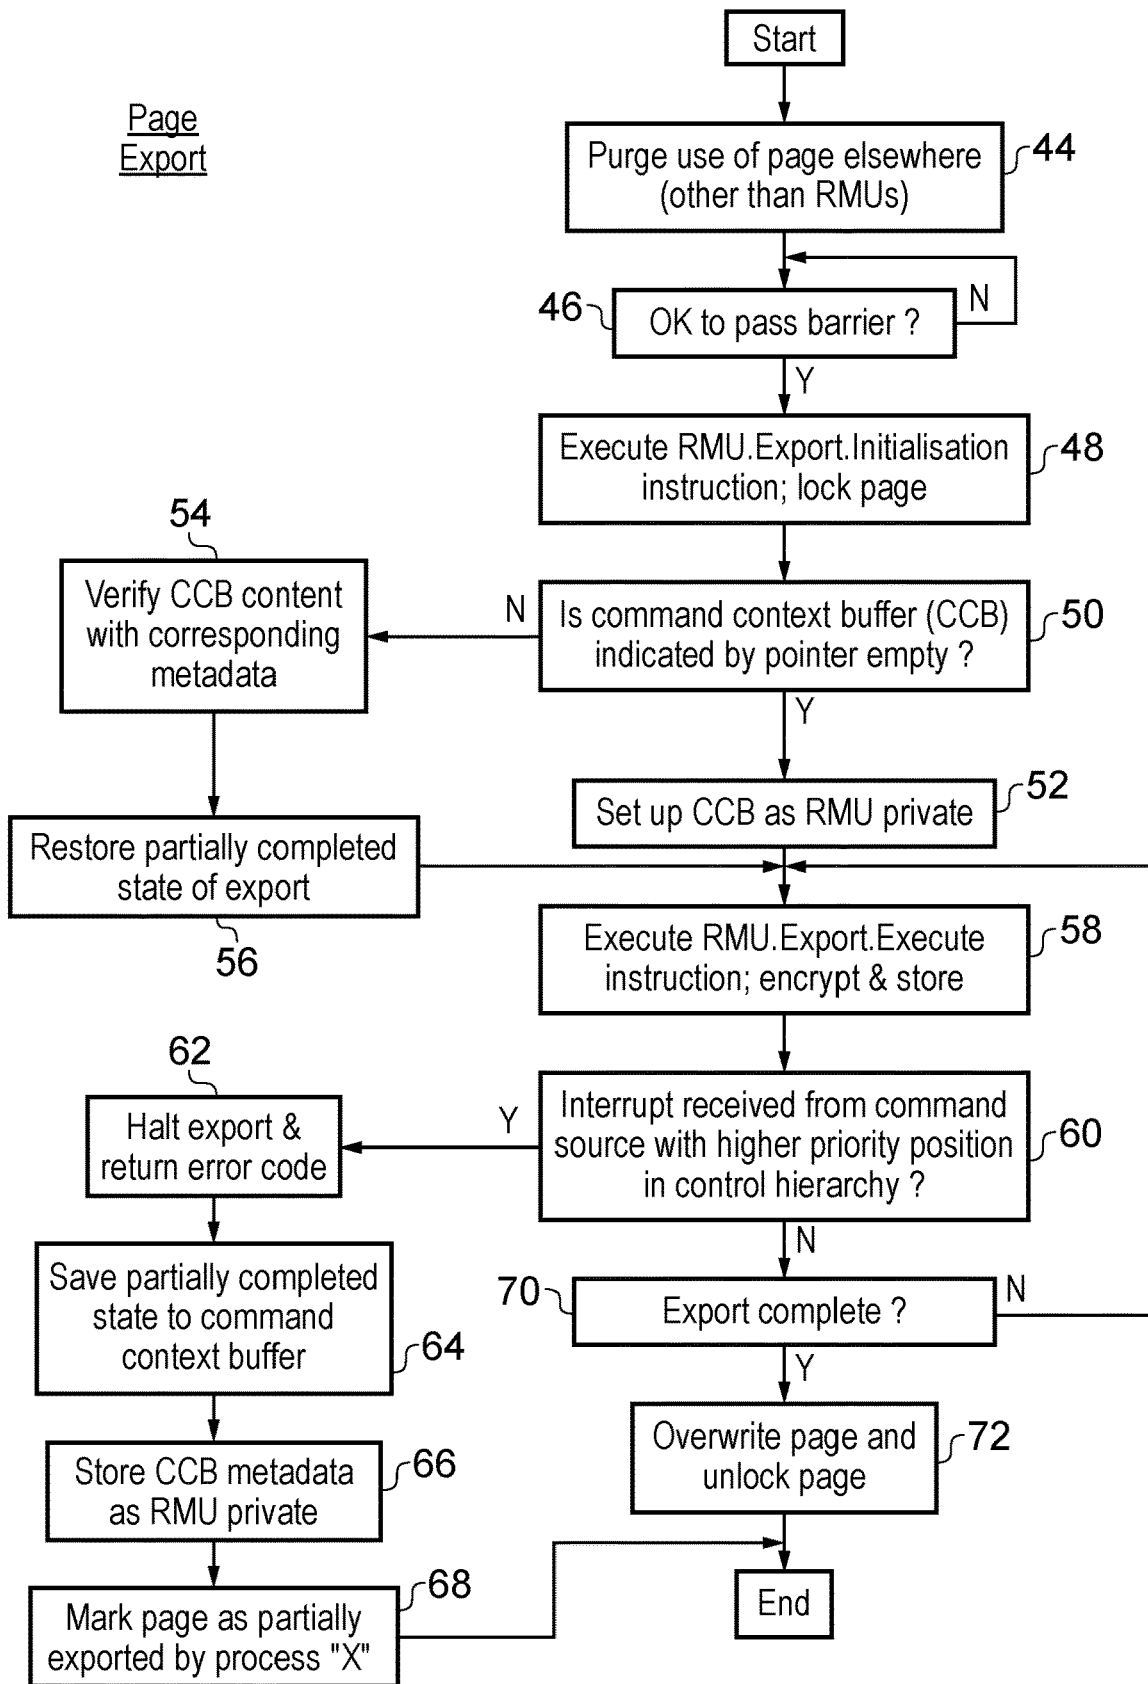 Start
Page
Export
Purge use of page elsewhere
(other than RMUs)
44
46
OK to pass barrier ?
N
Y
Execute RMU.Export.Initialisation
instruction; lock page
48
54
Verify CCB content
with corresponding
metadata
N
Is command context buffer (CCB)
indicated by pointer empty ?
50
Y
52
Set up CCB as RMU private
Restore partially completed
state of export
56
Execute RMU.Export.Execute
instruction; encrypt & store
58
62
Halt export &
return error code
Y
Interrupt received from command
source with higher priority position
in control hierarchy ?
60
N
Save partially completed
state to command
context buffer
64
70
Export complete ?
N
Y
Store CCB metadata
as RMU private
66
Overwrite page and
unlock page
72
Mark page as partially
exported by process "X"
68
End